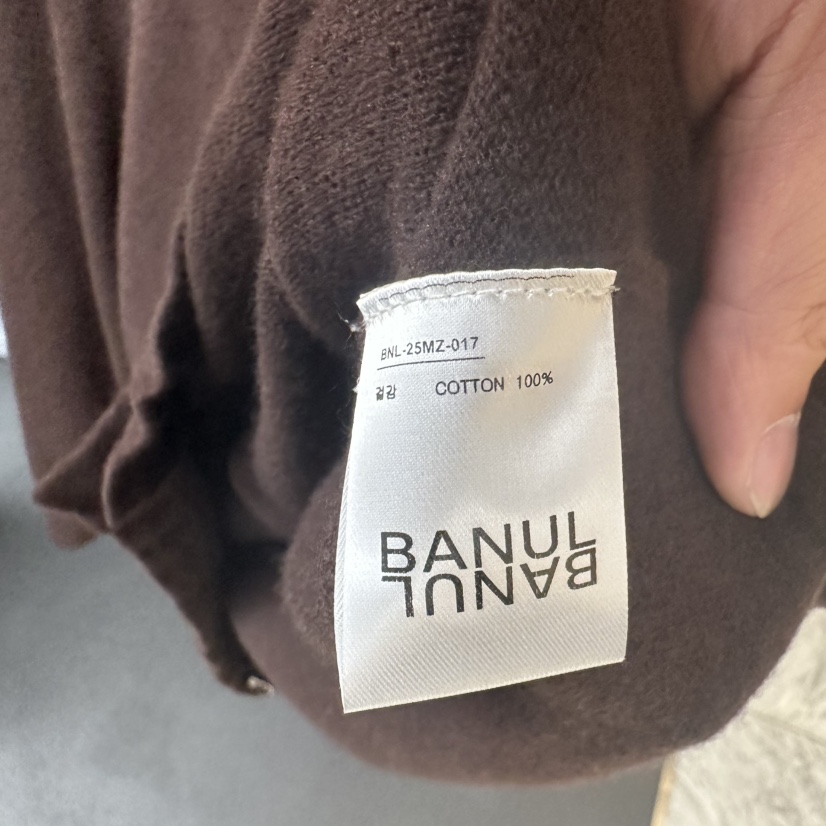 BNL-25MZ-017
겉감 COTTON 100%
BANUL
BANUL